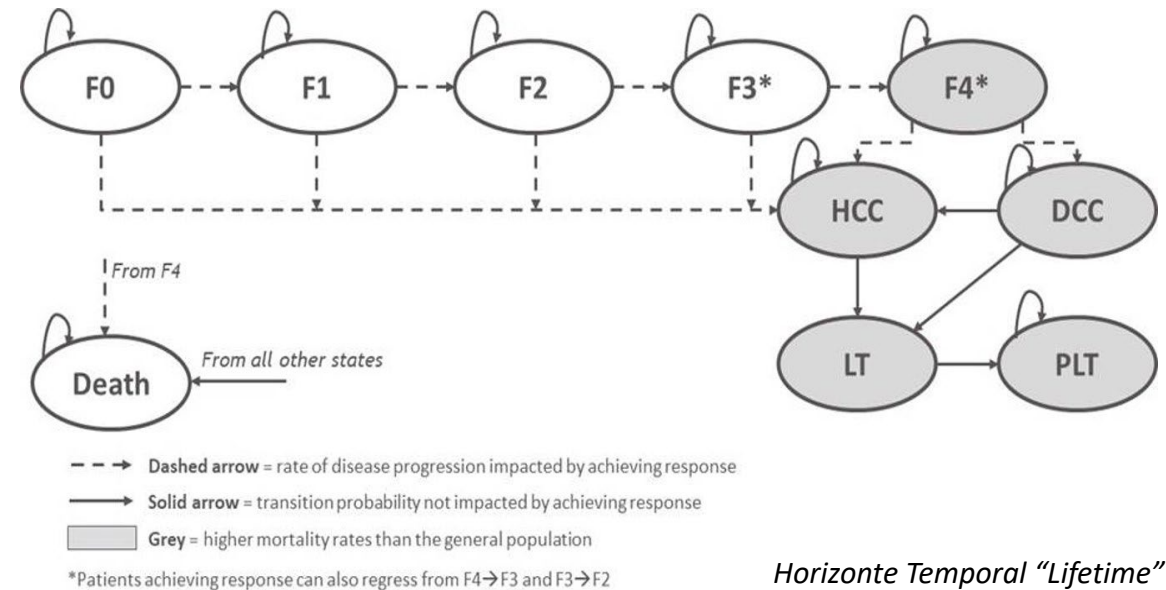 F0
F1
F2
F3*
F4*
HCC
DCC
From F4
From all other states
Death
LT
PLT
Dashed arrow = rate of disease progression impacted by achieving response
Solid arrow = transition probability not impacted by achieving response
Grey = higher mortality rates than the general population
*Patients achieving response can also regress from F4→F3 and F3→F2
Horizonte Temporal “Lifetime”